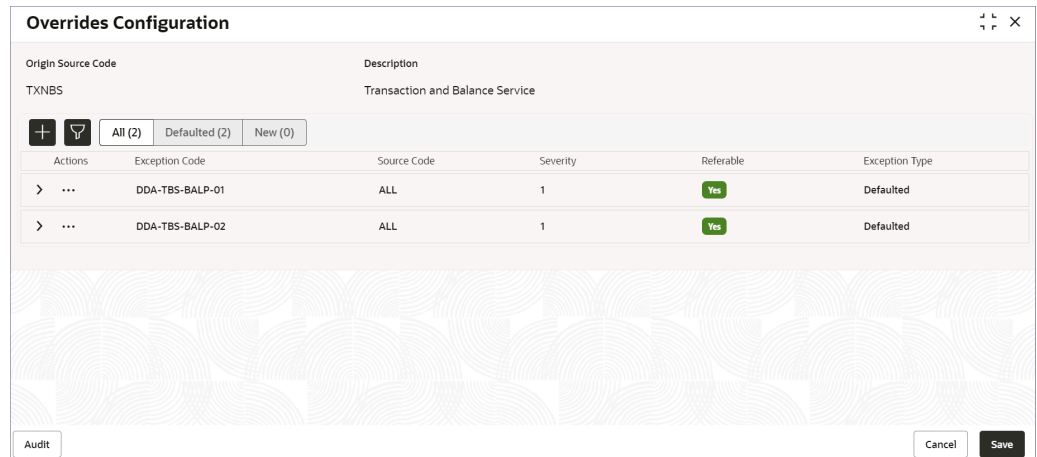 Overrides Configuration
Origin Source Code Description
TXNBS Transaction and Balance Service
All (2) Defaulted (2) New (0)
Actions Exception Code Source Code Severity Referable Exception Type
DDA-TBS-BALP-01 ALL 1 Yes Defaulted
DDA-TBS-BALP-02 ALL 1 Yes Defaulted
Audit Cancel Save